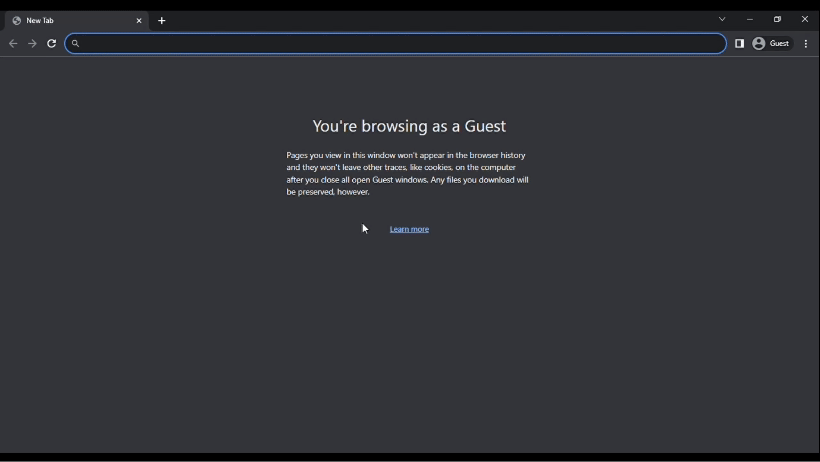 New Tab
Guest
You're browsing as a Guest
Pages you view in this window won't appear in the browser history
and they won't leave other traces, like cookies, on the computer
after you close all open Guest windows. Any files you download will
be preserved, however.
Learn more